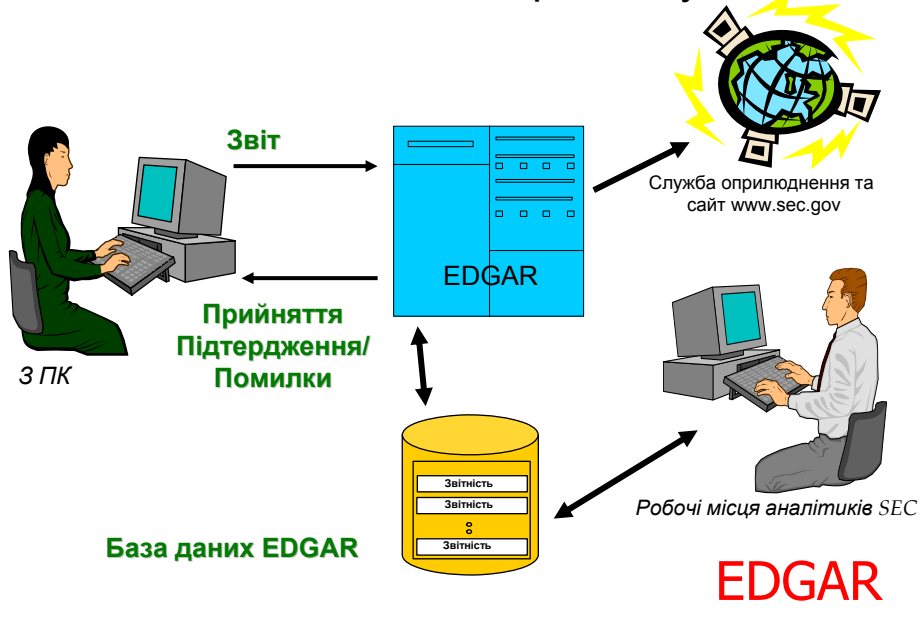 Звіт
EDGAR
Служба оприлюднення та
сайт www.sec.gov
Прийняття
Підтердження/
Помилки
З ПК
Звітність
Звітність
Звітність
Робочі місця аналітиків SEC
База даних EDGAR
EDGAR